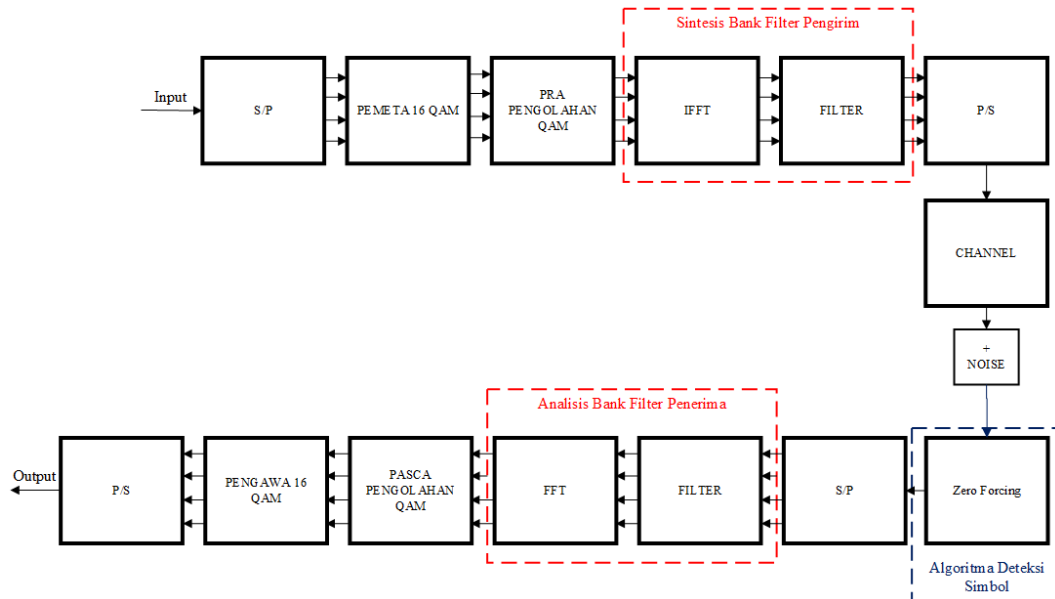 Sintesis Bank Filter Pengirim
Input
S/P
PEMETA 16 QAM
PRA
PENGOLAHAN
QAM
IFFT
FILTER
P/S
CHANNEL
+
NOISE
Analisis Bank Filter Penerima
Output
P/S
PENGAWA 16
QAM
PASCA
PENGOLAHAN
QAM
FFT
FILTER
S/P
Zero Forcing
Algoritma Deteksi
Simbol